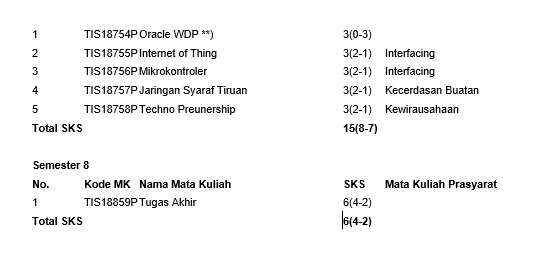 1 TIS18754P Oracle WDP **) 3(0-3)
2 TIS18755P Internet of Thing 3(2-1) Interfacing
3 TIS18756P Mikrokontroler 3(2-1) Interfacing
4 TIS18757P Jaringan Syaraf Tiruan 3(2-1) Kecerdasan Buatan
5 TIS18758P Techno Preunership 3(2-1) Kewirausahaan
Total SKS 15(8-7)
Semester 8
No. Kode MK Nama Mata Kuliah SKS Mata Kuliah Prasyarat
1 TIS18859P Tugas Akhir 6(4-2)
Total SKS 6(4-2)